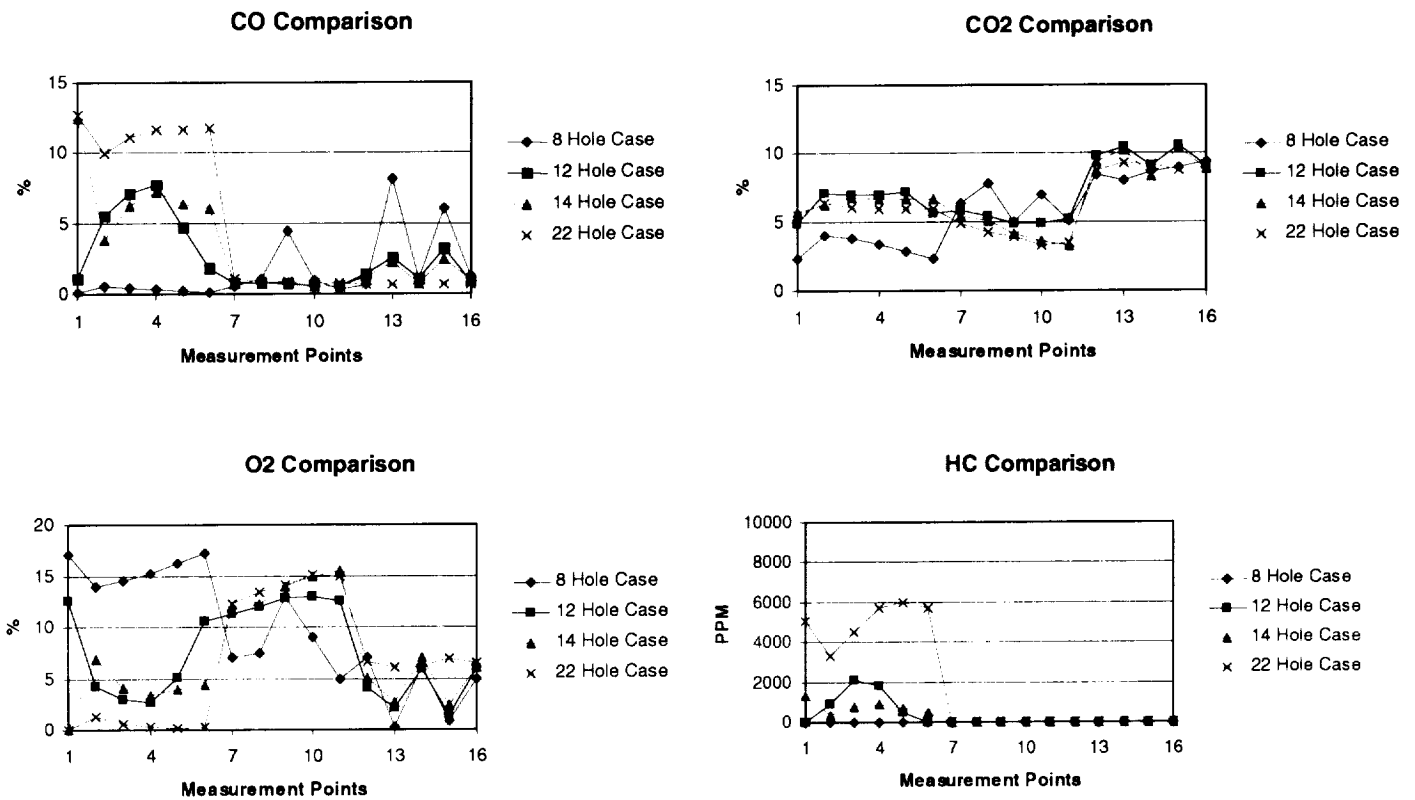 CO Comparison
15
10
5
0
%
1 4 7 10 13 16
Measurement Points
8 Hole Case
12 Hole Case
14 Hole Case
22 Hole Case
CO2 Comparison
15
10
5
0
%
1 4 7 10 13 16
Measurement Points
8 Hole Case
12 Hole Case
14 Hole Case
22 Hole Case
O2 Comparison
20
15
10
5
0
%
1 4 7 10 13 16
Measurement Points
8 Hole Case
12 Hole Case
14 Hole Case
22 Hole Case
HC Comparison
10000
8000
6000
4000
2000
0
PPM
1 4 7 10 13 16
Measurement Points
8 Hole Case
12 Hole Case
14 Hole Case
22 Hole Case